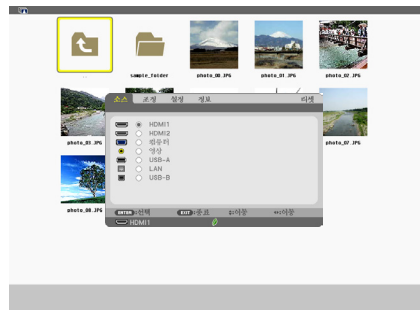 ..
sample_folder
photo_00.JPG
photo_01.JPG
photo_02.JPG
photo_03.JPG
photo_07.JPG
photo_08.JPG
소스 조정 설정 정보 리셋
HDMI1
HDMI2
컴퓨터
영상
USB-A
LAN
USB-B
ENTER :선택 EXIT :종료 :이동 :이동
HDMI1